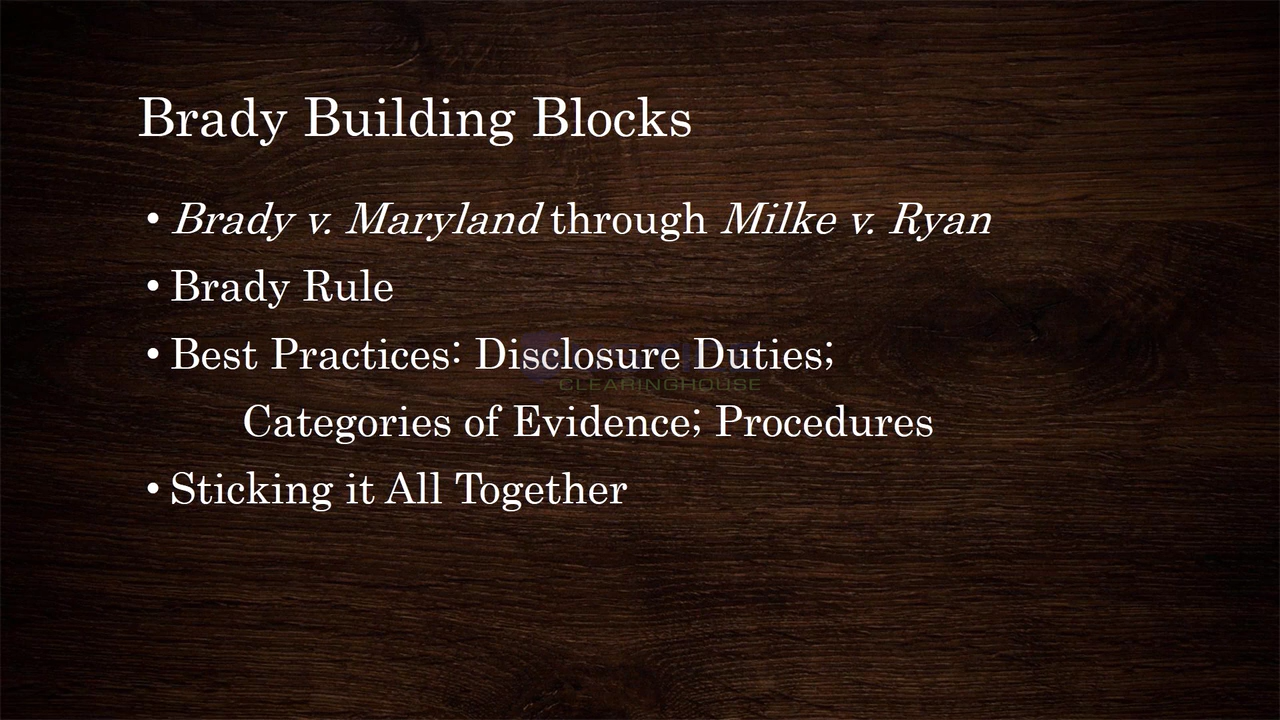 Brady Building Blocks
• Brady v. Maryland through Milke v. Ryan
• Brady Rule
• Best Practices: Disclosure Duties;
CLEARINGHOUSE
Categories of Evidence; Procedures
• Sticking it All Together